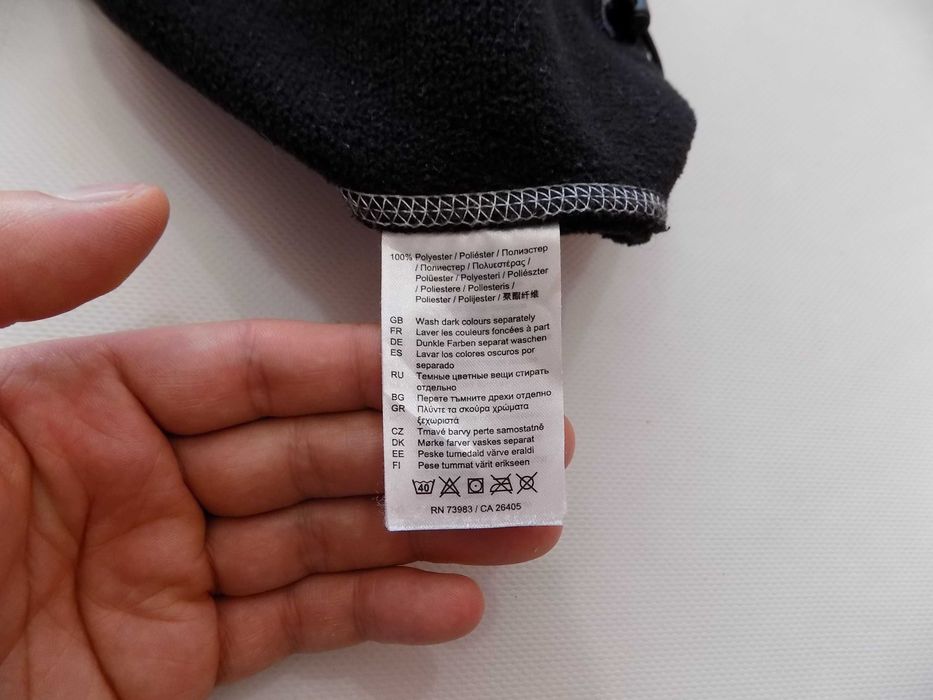 100% Polyester / Poliéster / Полиэстер
/ Полиестер / Πολυεστέρας /
Polüester / Polyesteri / Poliészter
/ Poliestere / Poliesteris /
Poliester / Polijester / 聚酯纤维
GB Wash dark colours separately
FR Laver les couleurs foncées à part
DE Dunkle Farben separat waschen
ES Lavar los colores oscuros por
separado
RU Темные цветные вещи стирать
отдельно
BG Перете тъмните дрехи отделно
GR Πλύντε τα σκούρα χρώματα
ξεχωριστά
CZ Tmavé barvy perte samostatně
DK Mørke farver vaskes separat
EE Peske tumedaid värve eraldi
FI Pese tummat värit erikseen
40
RN 73983 / CA 26405